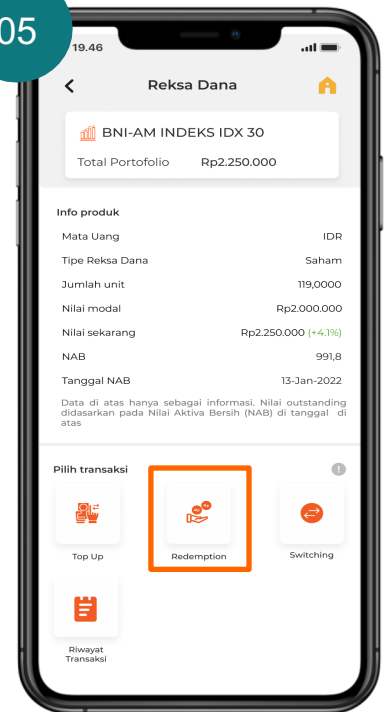 05
19.46
Reksa Dana
BNI-AM INDEKS IDX 30
Total Portofolio Rp2.250.000
Info produk
Mata Uang IDR
Tipe Reksa Dana Saham
Jumlah unit 119,0000
Nilai modal Rp2.000.000
Nilai sekarang Rp2.250.000 (+4.1%)
NAB 991,8
Tanggal NAB 13-Jan-2022
Data di atas hanya sebagai informasi. Nilai outstanding
didasarkan pada Nilai Aktiva Bersih (NAB) di tanggal di
atas
Pilih transaksi
Top Up Redemption Switching
Riwayat
Transaksi